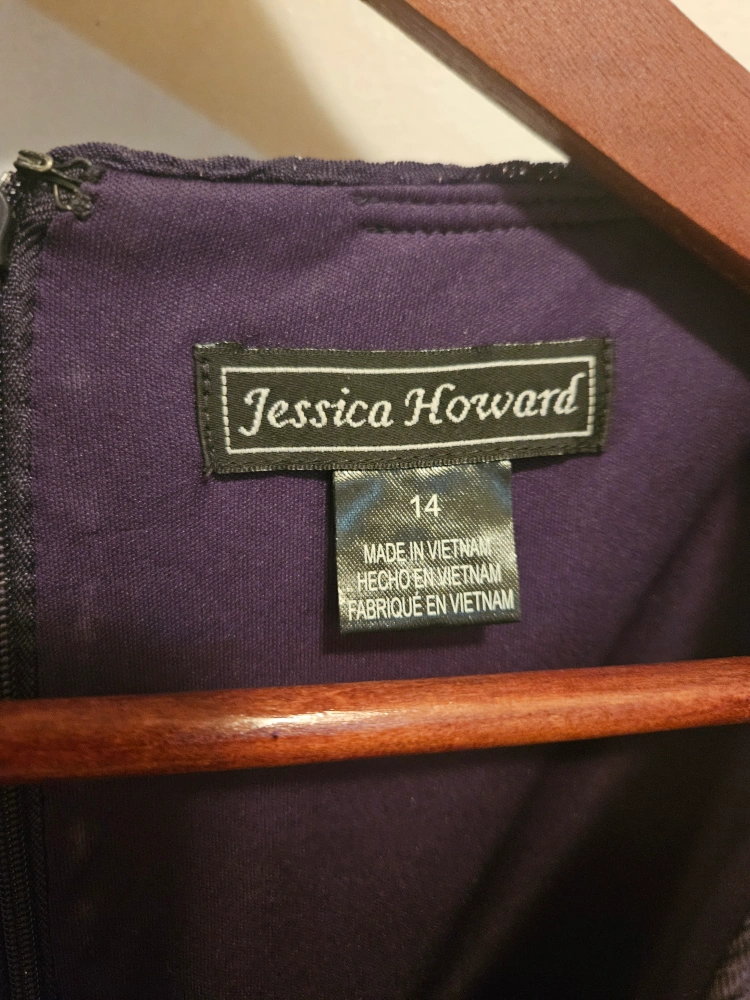 Jessica Howard
14
MADE IN VIETNAM
HECHO EN VIETNAM
FABRIQUÉ EN VIETNAM